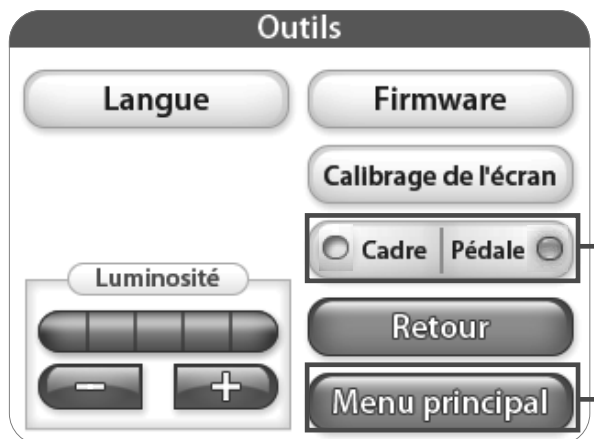 Outils
Langue
Firmware
Calibrage de l'écran
Cadre | Pédale
Luminosité
Retour
− +
Menu principal